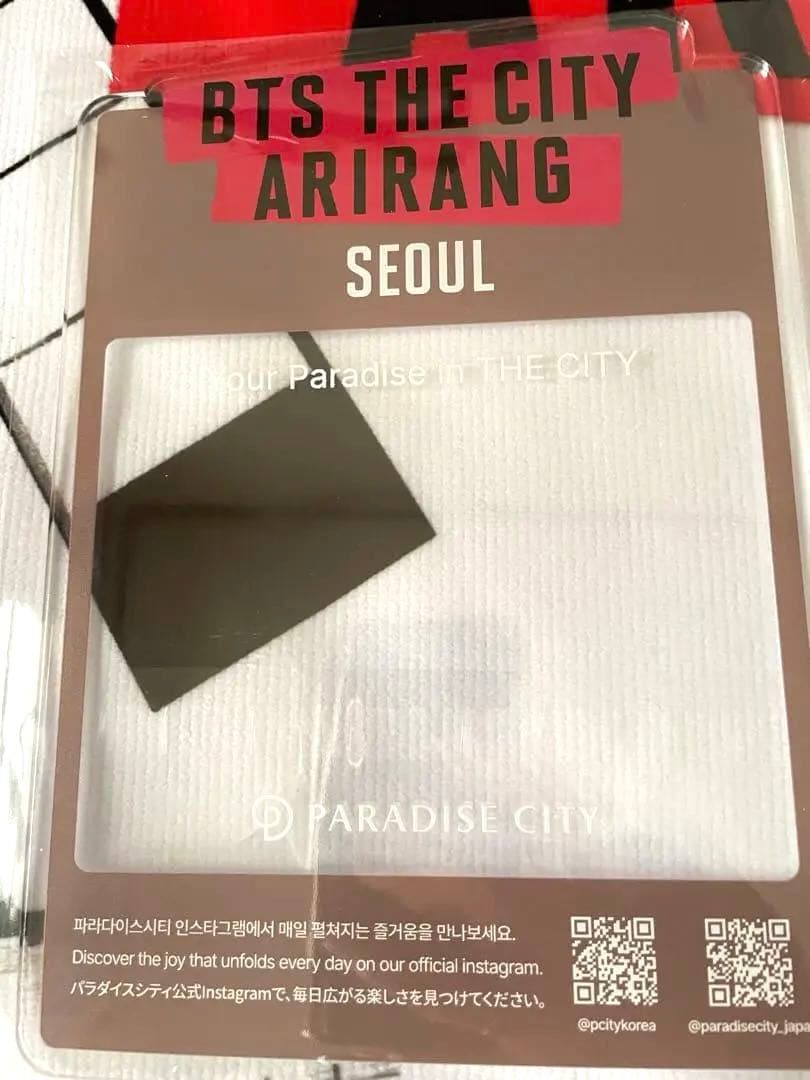 BTS THE CITY
ARIRANG
SEOUL
our Paradise in THE CITY
PARADISE CITY
파라다이스시티 인스타그램에서 매일 펼쳐지는 즐거움을 만나보세요.
Discover the joy that unfolds every day on our official instagram.
パラダイスシティ公式Instagramで、毎日広がる楽しさを見つけてください。
@pcitykorea
@paradisecity_japa